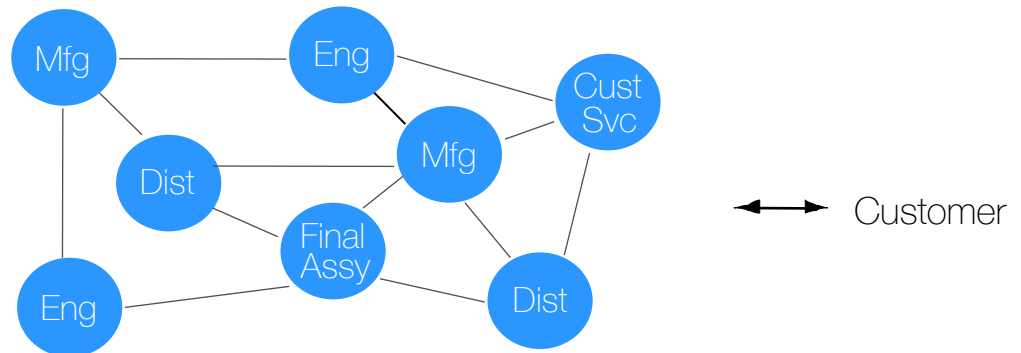 Mfg
Eng
Cust
Svc
Mfg
Dist
Customer
Final
Assy
Eng
Dist